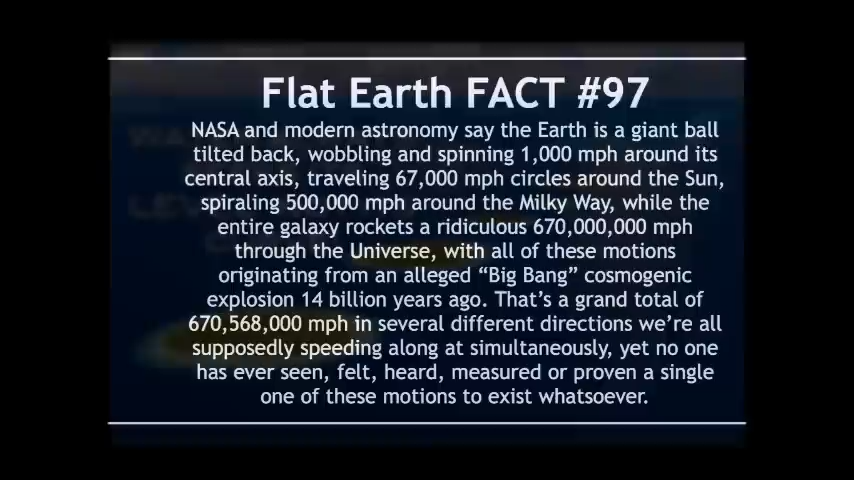 Flat Earth FACT #97
NASA and modern astronomy say the Earth is a giant ball
tilted back, wobbling and spinning 1,000 mph around its
central axis, traveling 67,000 mph circles around the Sun,
spiraling 500,000 mph around the Milky Way, while the
entire galaxy rockets a ridiculous 670,000,000 mph
through the Universe, with all of these motions
originating from an alleged “Big Bang” cosmogenic
explosion 14 billion years ago. That’s a grand total of
670,568,000 mph in several different directions we’re all
supposedly speeding along at simultaneously, yet no one
has ever seen, felt, heard, measured or proven a single
one of these motions to exist whatsoever.